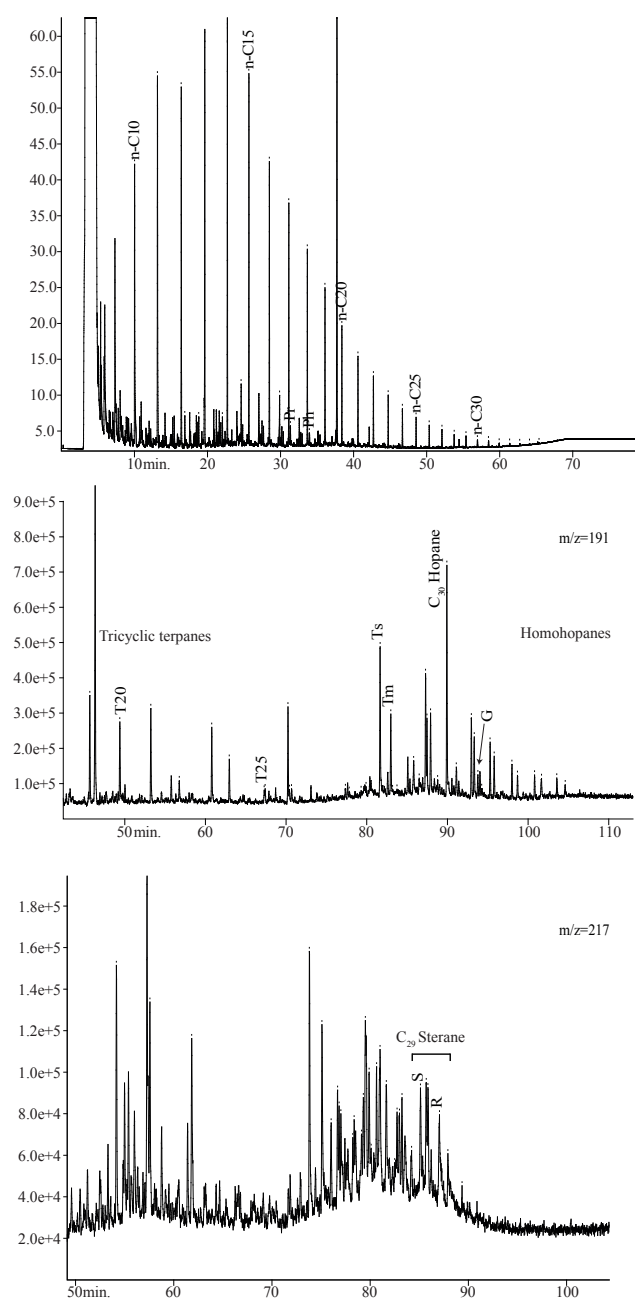 60.0
55.0
50.0
45.0
40.0
35.0
30.0
25.0
20.0
15.0
10.0
5.0
n-C10
n-C15
Pr
Ph
n-C20
n-C25
n-C30
10min. 20 30 40 50 60 70
9.0e+5
8.0e+5
7.0e+5
6.0e+5
5.0e+5
4.0e+5
3.0e+5
2.0e+5
1.0e+5
m/z=191
Tricyclic terpanes
Homohopanes
T20
T25
Ts
Tm
C30 Hopane
G
50min. 60 70 80 90 100 110
1.8e+5
1.6e+5
1.4e+5
1.2e+5
1.0e+5
8.0e+4
6.0e+4
4.0e+4
2.0e+4
m/z=217
C29 Sterane
S
R
50min. 60 70 80 90 100